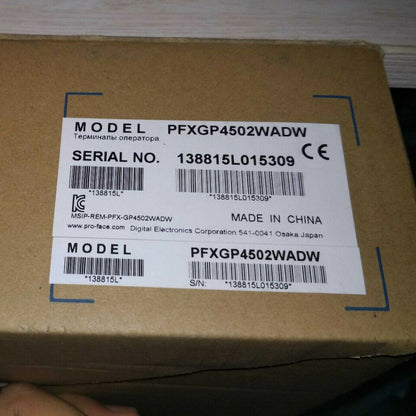 MODEL PFXGP4502WADW
Терминалы оператора
SERIAL NO. 138815L015309 CE
*138815L* *138815L015309*
MSIP-REM-PFX-GP4502WADW
MADE IN CHINA
www.pro-face.com Digital Electronics Corporation 541-0041 Osaka Japan
MODEL PFXGP4502WADW
*138815L* S/N: *138815L015309*